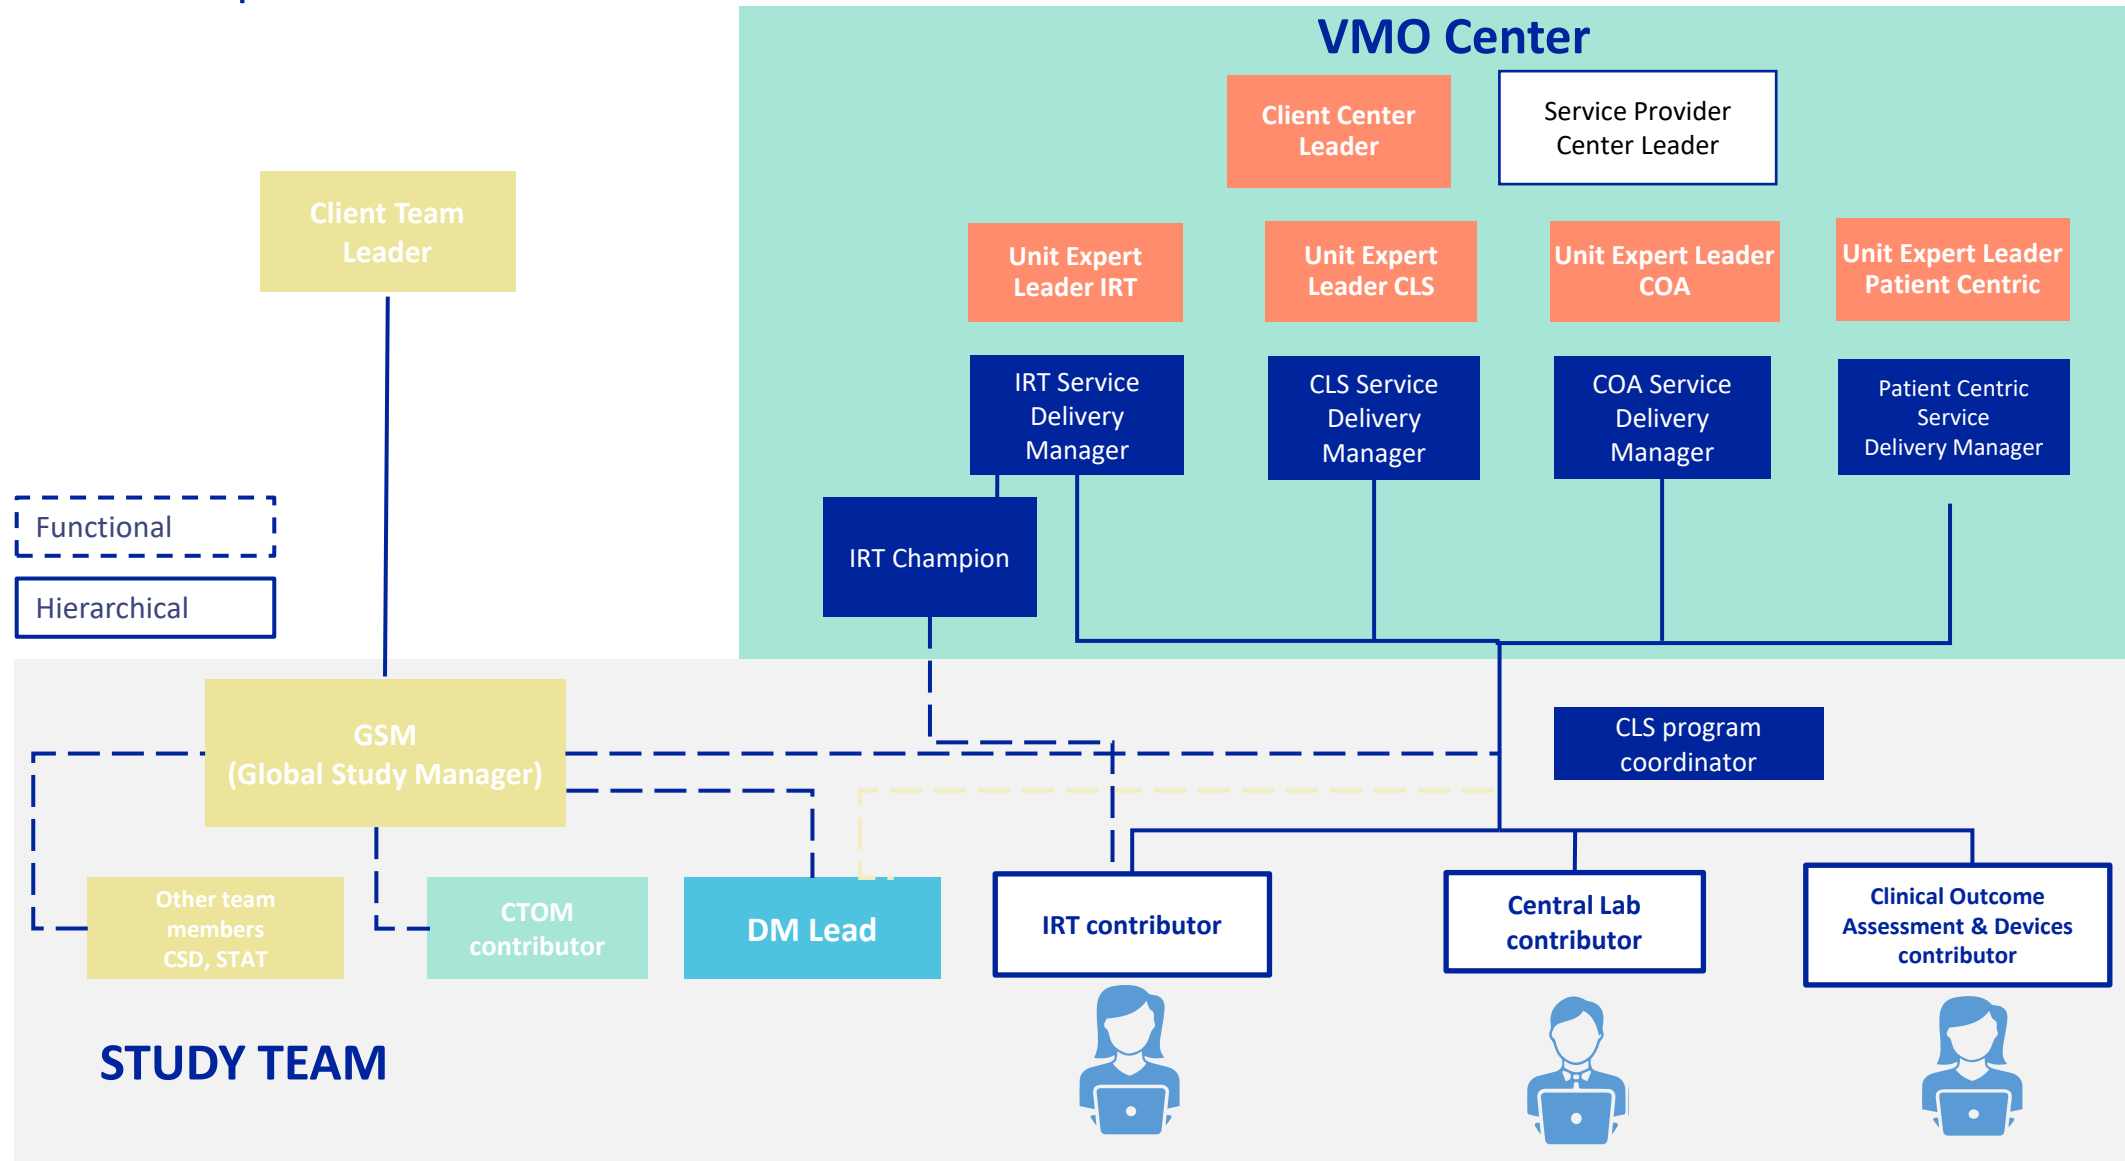 VMO Center
Client Center
Leader
Service Provider
Center Leader
Client Team
Leader
Unit Expert
Leader IRT
Unit Expert
Leader CLS
Unit Expert Leader
COA
Unit Expert Leader
Patient Centric
IRT Service
Delivery
Manager
CLS Service
Delivery
Manager
COA Service
Delivery
Manager
Patient Centric
Service
Delivery Manager
Functional
Hierarchical
IRT Champion
GSM
(Global Study Manager)
CLS program
coordinator
Other team
members
CSD, STAT
CTOM
contributor
DM Lead
IRT contributor
Central Lab
contributor
Clinical Outcome
Assessment & Devices
contributor
STUDY TEAM